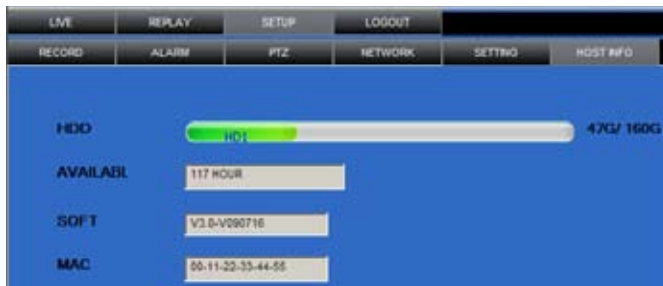 LIVE REPLAY SETUP LOGOUT
RECORD ALARM PTZ NETWORK SETTING HOST INFO
HDD HD1 47G/ 160G
AVAILABL 117 HOUR
SOFT V3.0-V090716
MAC 00-11-22-33-44-55